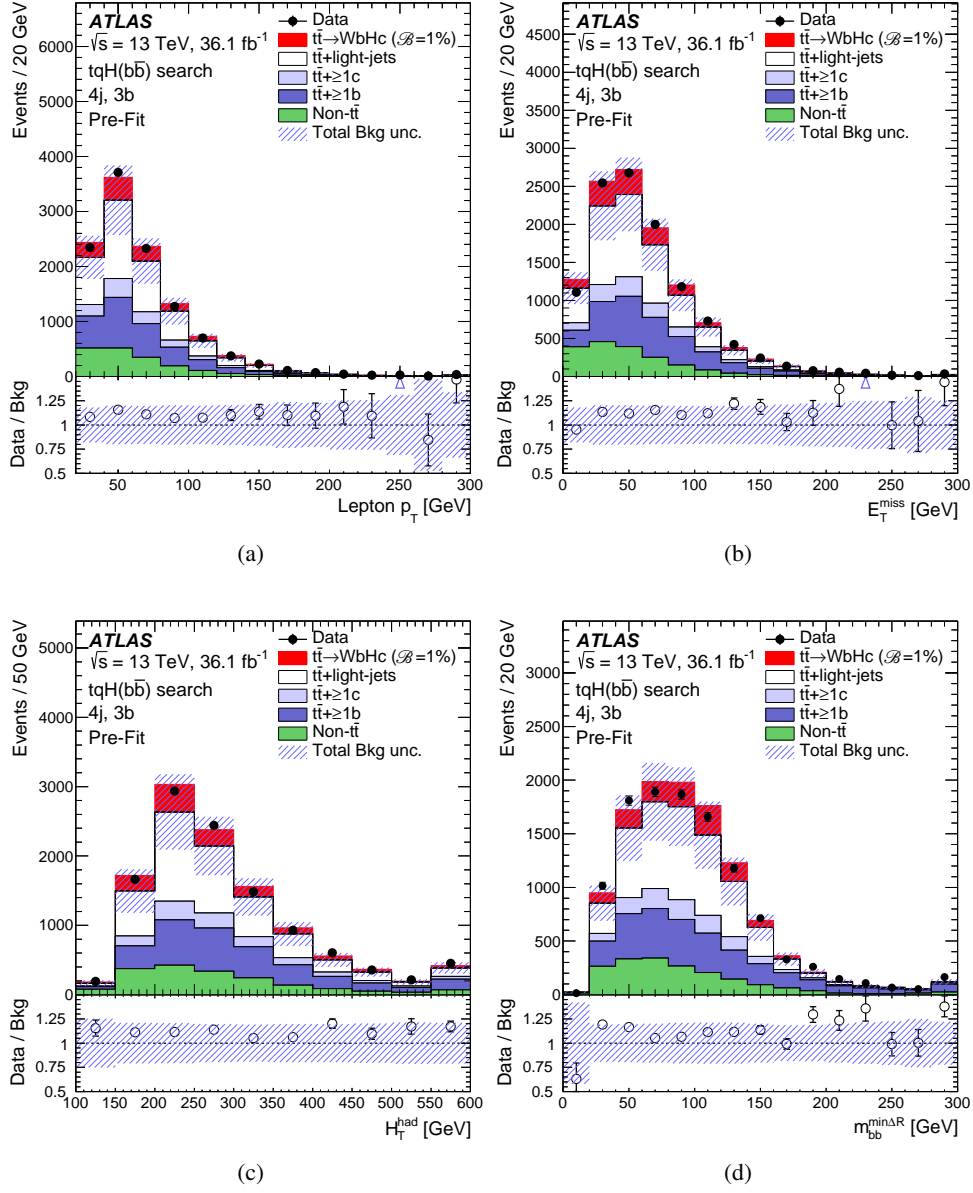 ATLAS
√s = 13 TeV, 36.1 fb⁻¹
tqH(bb̄) search
4j, 3b
Pre-Fit
Data
tt̄→WbHc (ℬ=1%)
tt̄+light-jets
tt̄+≥1c
tt̄+≥1b
Non-tt̄
Total Bkg unc.
Events / 20 GeV
6000
5000
4000
3000
2000
1000
0
Data / Bkg
1.25
1
0.75
0.5
50 100 150 200 250 300
Lepton p_T [GeV]
(a)
ATLAS
√s = 13 TeV, 36.1 fb⁻¹
tqH(bb̄) search
4j, 3b
Pre-Fit
Data
tt̄→WbHc (ℬ=1%)
tt̄+light-jets
tt̄+≥1c
tt̄+≥1b
Non-tt̄
Total Bkg unc.
Events / 20 GeV
4500
4000
3500
3000
2500
2000
1500
1000
500
0
Data / Bkg
1.25
1
0.75
0.5
0 50 100 150 200 250 300
E_T^miss [GeV]
(b)
ATLAS
√s = 13 TeV, 36.1 fb⁻¹
tqH(bb̄) search
4j, 3b
Pre-Fit
Data
tt̄→WbHc (ℬ=1%)
tt̄+light-jets
tt̄+≥1c
tt̄+≥1b
Non-tt̄
Total Bkg unc.
Events / 50 GeV
5000
4000
3000
2000
1000
0
Data / Bkg
1.25
1
0.75
0.5
100 150 200 250 300 350 400 450 500 550 600
H_T^had [GeV]
(c)
ATLAS
√s = 13 TeV, 36.1 fb⁻¹
tqH(bb̄) search
4j, 3b
Pre-Fit
Data
tt̄→WbHc (ℬ=1%)
tt̄+light-jets
tt̄+≥1c
tt̄+≥1b
Non-tt̄
Total Bkg unc.
Events / 20 GeV
3000
2500
2000
1500
1000
500
0
Data / Bkg
1.25
1
0.75
0.5
0 50 100 150 200 250 300
m_bb^minΔR [GeV]
(d)